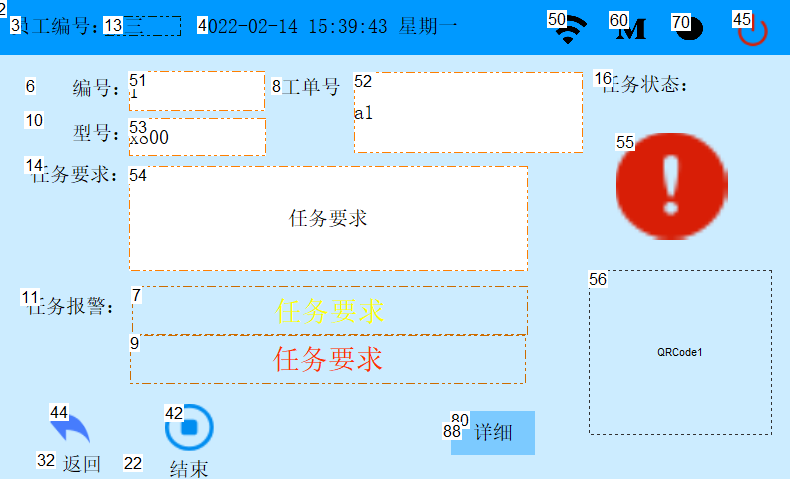 2
3 员工编号: 13 三 4 2022-02-14 15:39:43 星期一 50 60 M 70 45
6 编号: 51 1 8 工单号 52 a1 16 任务状态:
10 型号: 53 x800 55
14 任务要求: 54 任务要求
11 任务报警: 7 任务要求 56
9 任务要求 QRCode1
44 42 80
88 详细
32 返回 22 结束